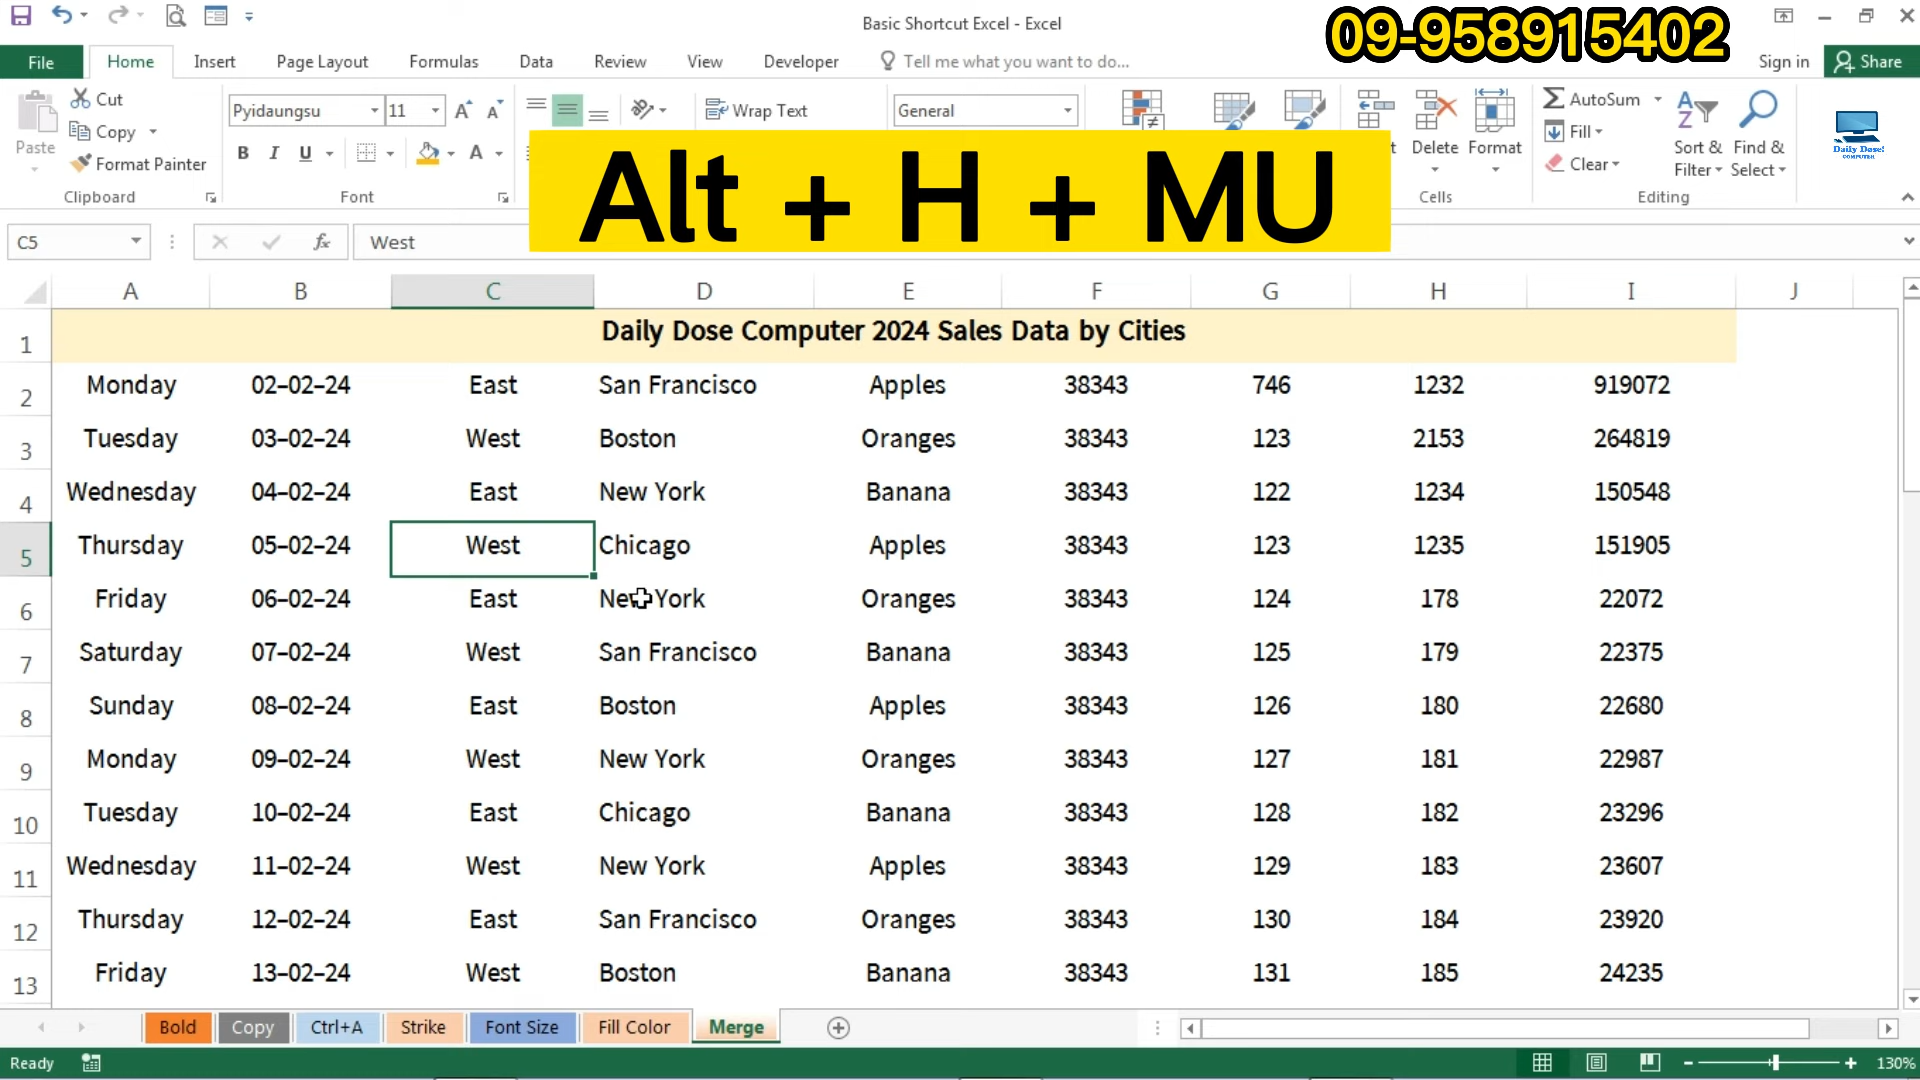 Basic Shortcut Excel - Excel
09-958915402
File Home Insert Page Layout Formulas Data Review View Developer Tell me what you want to do... Sign in Share
Paste Cut Copy Format Painter Clipboard
Pyidaungsu 11 B I U A Font
Wrap Text General
Delete Format Cells
AutoSum Fill Clear Sort & Filter Find & Select Editing
Daily Dose!
COMPUTER
Alt + H + MU
C5 fx West
A B C D E F G H I J
1 Daily Dose Computer 2024 Sales Data by Cities
2 Monday 02-02-24 East San Francisco Apples 38343 746 1232 919072
3 Tuesday 03-02-24 West Boston Oranges 38343 123 2153 264819
4 Wednesday 04-02-24 East New York Banana 38343 122 1234 150548
5 Thursday 05-02-24 West Chicago Apples 38343 123 1235 151905
6 Friday 06-02-24 East New York Oranges 38343 124 178 22072
7 Saturday 07-02-24 West San Francisco Banana 38343 125 179 22375
8 Sunday 08-02-24 East Boston Apples 38343 126 180 22680
9 Monday 09-02-24 West New York Oranges 38343 127 181 22987
10 Tuesday 10-02-24 East Chicago Banana 38343 128 182 23296
11 Wednesday 11-02-24 West New York Apples 38343 129 183 23607
12 Thursday 12-02-24 East San Francisco Oranges 38343 130 184 23920
13 Friday 13-02-24 West Boston Banana 38343 131 185 24235
Bold Copy Ctrl+A Strike Font Size Fill Color Merge
Ready 130%